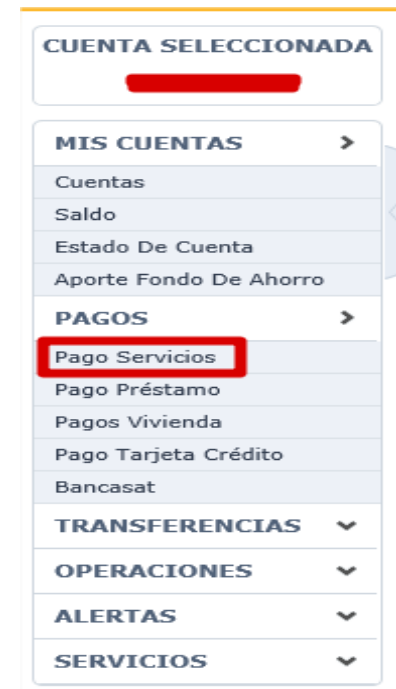 CUENTA SELECCIONADA
MIS CUENTAS
Cuentas
Saldo
Estado De Cuenta
Aporte Fondo De Ahorro
PAGOS
Pago Servicios
Pago Préstamo
Pagos Vivienda
Pago Tarjeta Crédito
Bancasat
TRANSFERENCIAS
OPERACIONES
ALERTAS
SERVICIOS